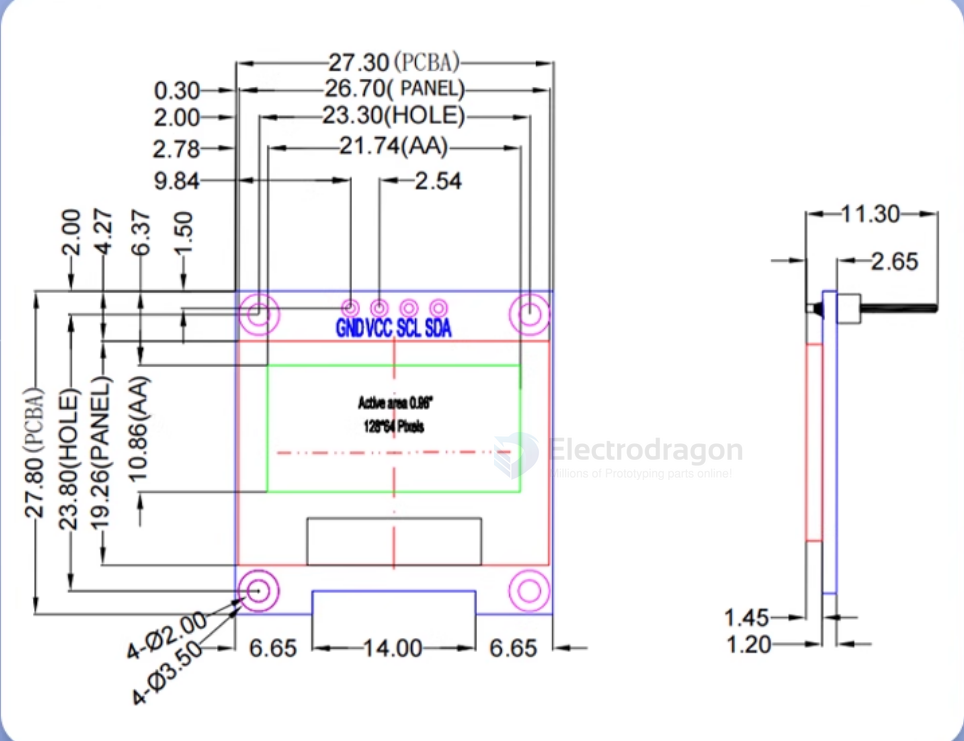 27.30(PCBA)
0.30
26.70( PANEL)
2.00
23.30(HOLE)
2.78
21.74(AA)
9.84
2.54
2.00
4.27
6.37
1.50
11.30
2.65
GND VCC SCL SDA
27.80(PCBA)
23.80(HOLE)
19.26(PANEL)
10.86(AA)
Active area 0.96"
128*64 Pixels
Electrodragon
Millions of Prototyping parts online!
4-Ø2.00
4-Ø3.50
6.65
14.00
6.65
1.45
1.20